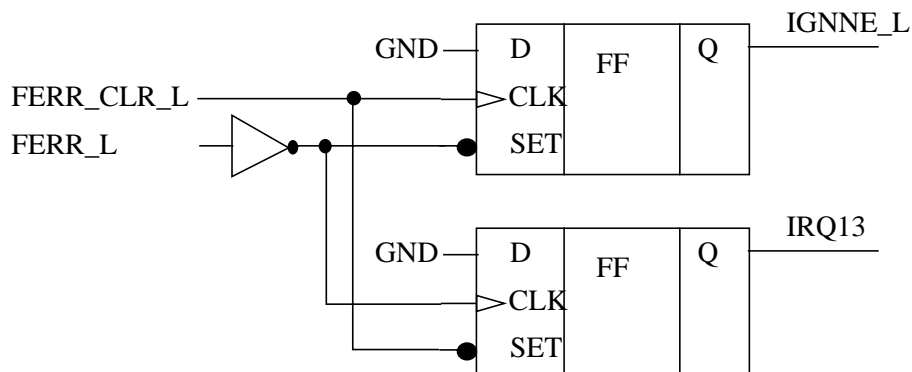 IGNNE_L
GND
D
FF
Q
FERR_CLR_L
CLK
FERR_L
SET
IRQ13
GND
D
FF
Q
CLK
SET